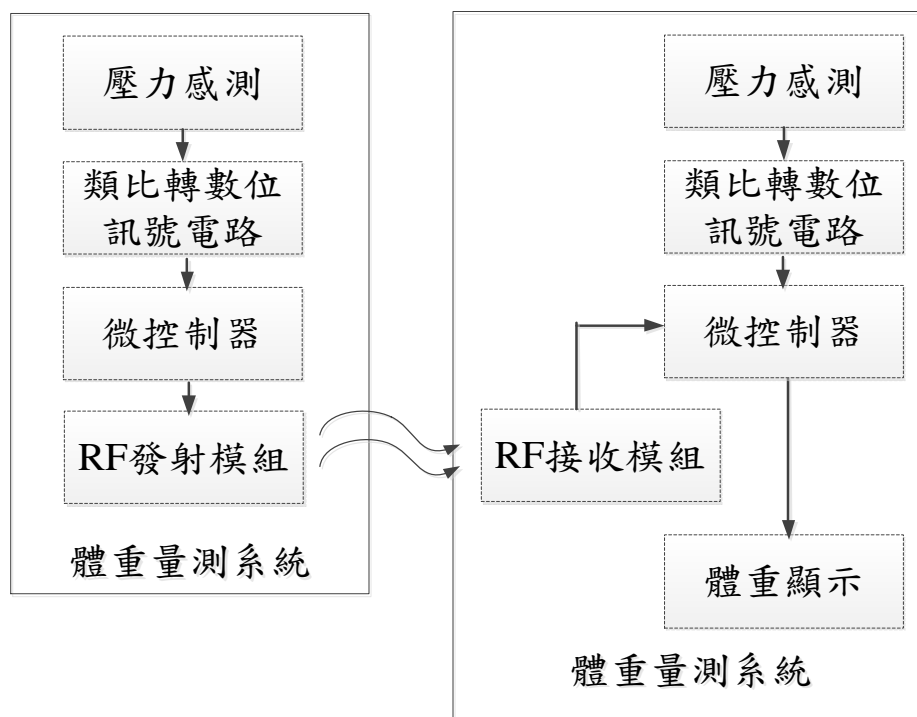 壓力感測
類比轉數位
訊號電路
微控制器
RF發射模組
體重量測系統
壓力感測
類比轉數位
訊號電路
微控制器
RF接收模組
體重顯示
體重量測系統